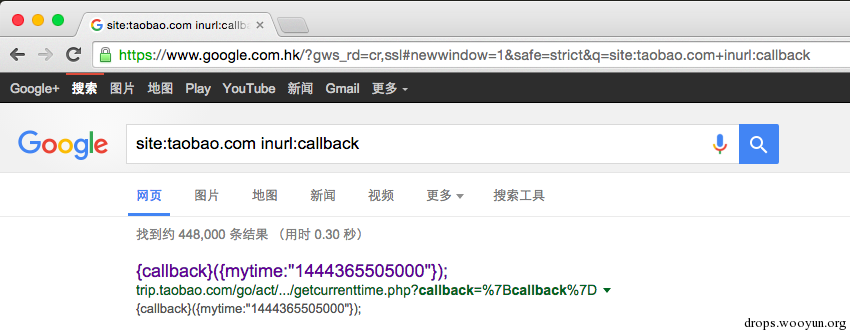 site:taobao.com inurl:callba
https://www.google.com.hk/?gws_rd=cr,ssl#newwindow=1&safe=strict&q=site:taobao.com+inurl:callback
Google+ 搜索 图片 地图 Play YouTube 新闻 Gmail 更多
Google site:taobao.com inurl:callback
网页 图片 地图 新闻 视频 更多 搜索工具
找到约 448,000 条结果 （用时 0.30 秒）
{callback}({mytime:"1444365505000"});
trip.taobao.com/go/act/.../getcurrenttime.php?callback=%7Bcallback%7D
{callback}({mytime:"1444365505000"});
drops.wooyun.org